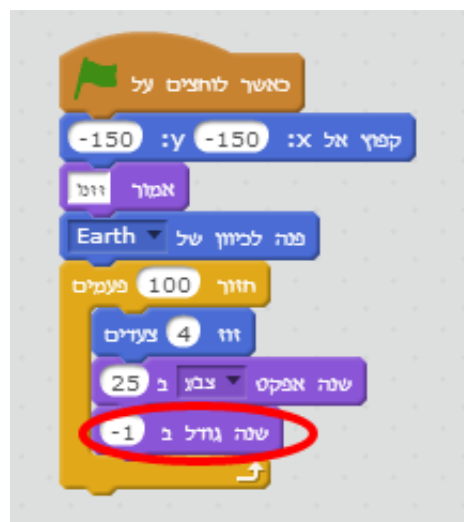 כאשר לוחצים על
קפוץ אל x: -150 y: -150
אמור
פנה לכיוון של Earth
חזור 100 פעמים
זוז 4 צעדים
שנה אפקט צבע ב 25
שנה גודל ב -1